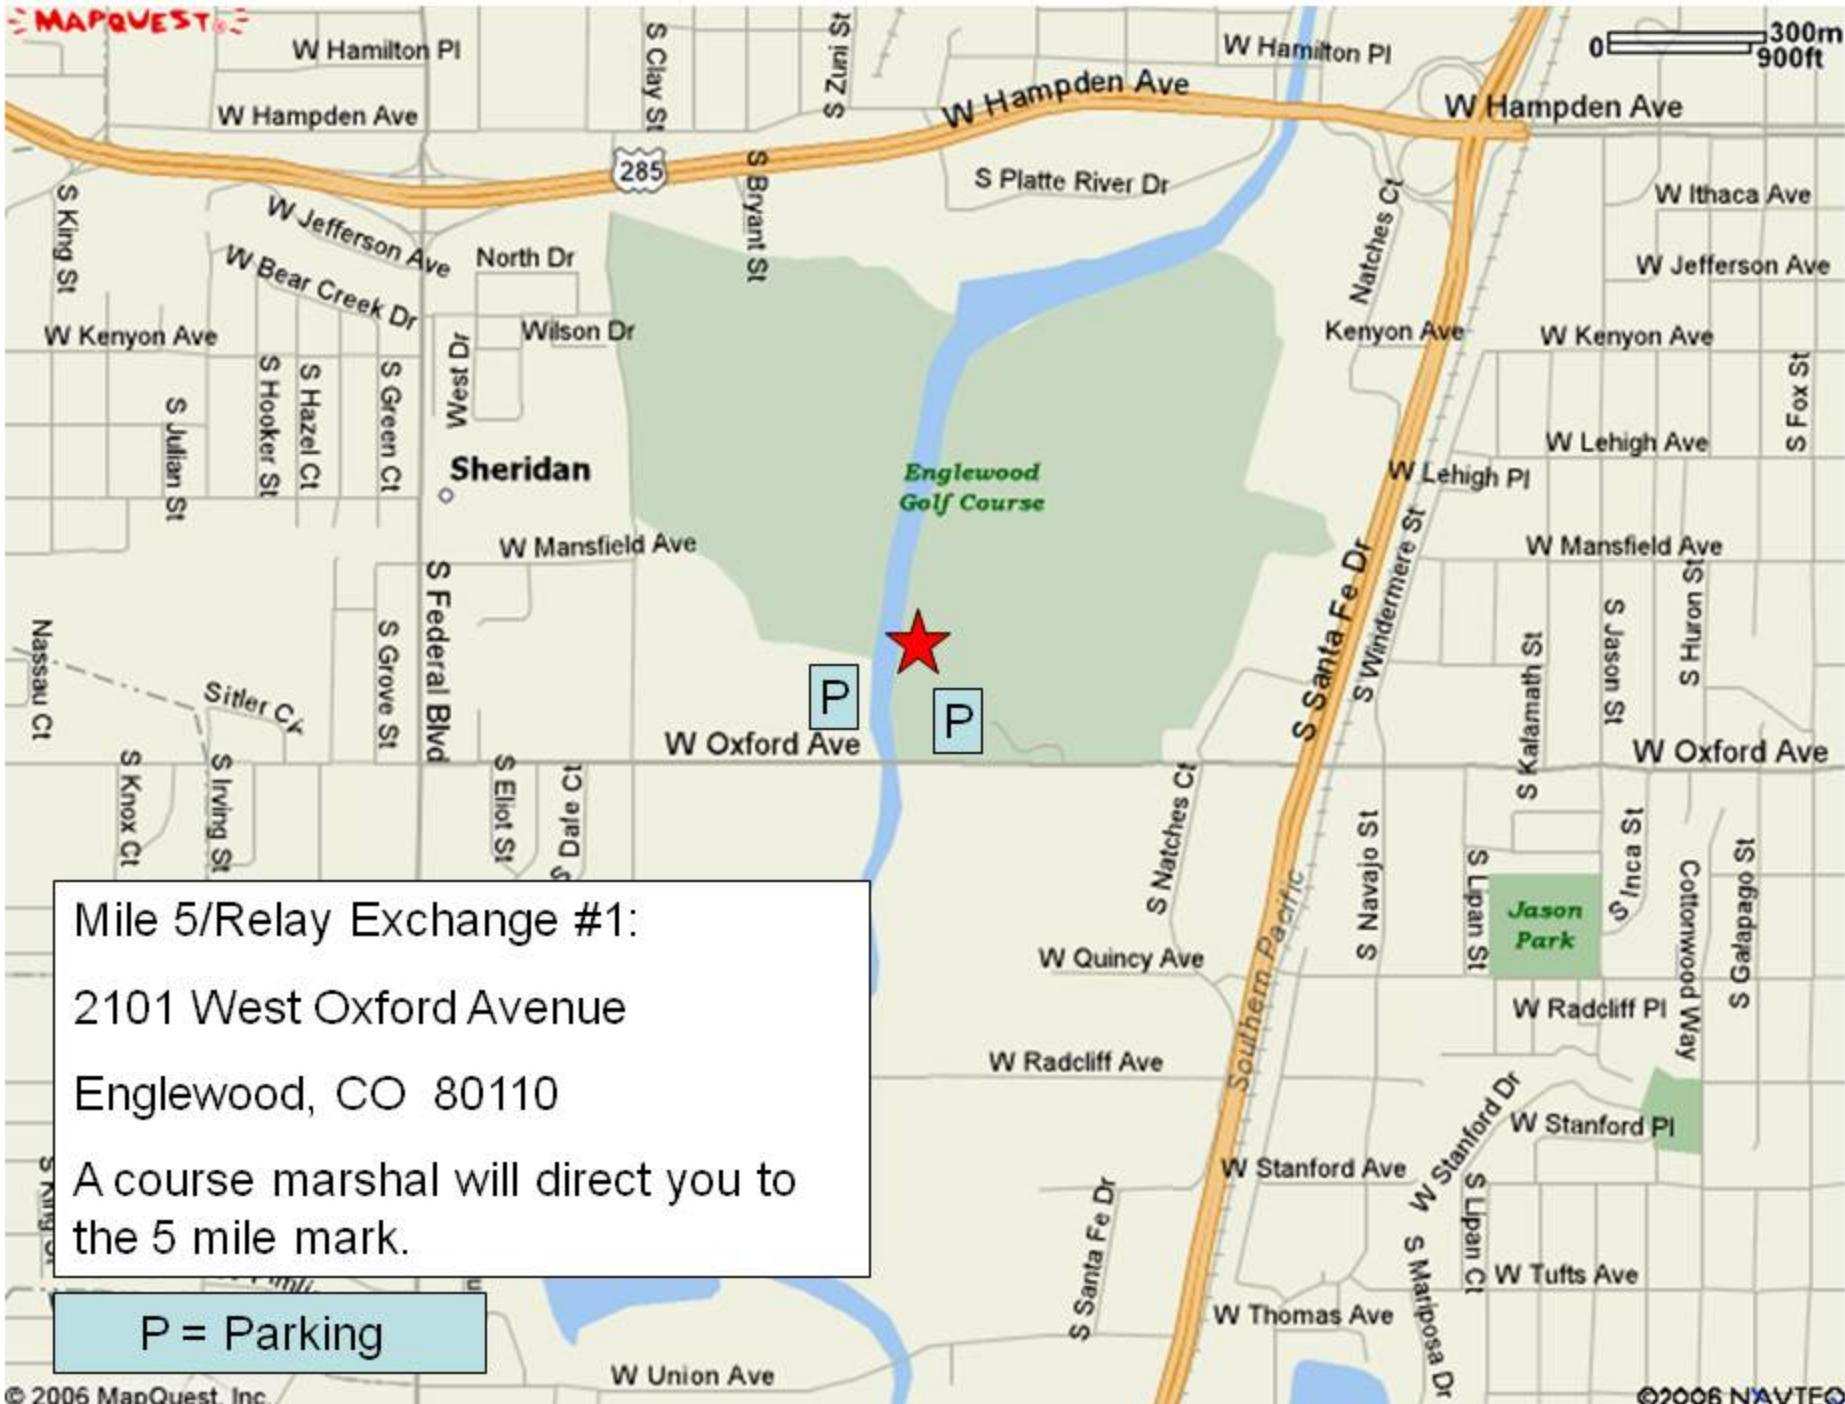 MAPQUEST
W Hamilton Pl
S Clay St
S Zuni St
W Hamilton Pl
0 300m
900ft
W Hampden Ave
W Hampden Ave
W Hampden Ave
285
S Bryant St
S Platte River Dr
Natches Ct
W Ithaca Ave
S King St
W Jefferson Ave
North Dr
W Jefferson Ave
W Bear Creek Dr
W Kenyon Ave
Wilson Dr
Kenyon Ave
W Kenyon Ave
West Dr
S Hooker St
S Hazel Ct
S Green Ct
S Fox St
S Julian St
Sheridan
Englewood
Golf Course
W Lehigh Ave
W Lehigh Pl
W Mansfield Ave
S Windermere St
W Mansfield Ave
S Federal Blvd
S Santa Fe Dr
S Huron St
Nassau Ct
S Grove St
S Kalamath St
S Jason St
Sitler
P
P
W Oxford Ave
W Oxford Ave
S Knox Ct
S Irving St
S Eliot St
S Dale Ct
S Natches Ct
S Navajo St
S Lipan St
S Inca St
S Galapago St
Cottonwood Way
Jason
Park
Mile 5/Relay Exchange #1:
2101 West Oxford Avenue
Englewood, CO 80110
A course marshal will direct you to
the 5 mile mark.
W Quincy Ave
Southern Pacific
W Radcliff Pl
W Radcliff Ave
W Stanford Dr
W Stanford Pl
W Stanford Ave
S Lipan Ct
S Santa Fe Dr
S Mariposa Dr
W Tufts Ave
W Thomas Ave
P = Parking
W Union Ave
© 2006 MapQuest, Inc.
©2006 NAVTEQ